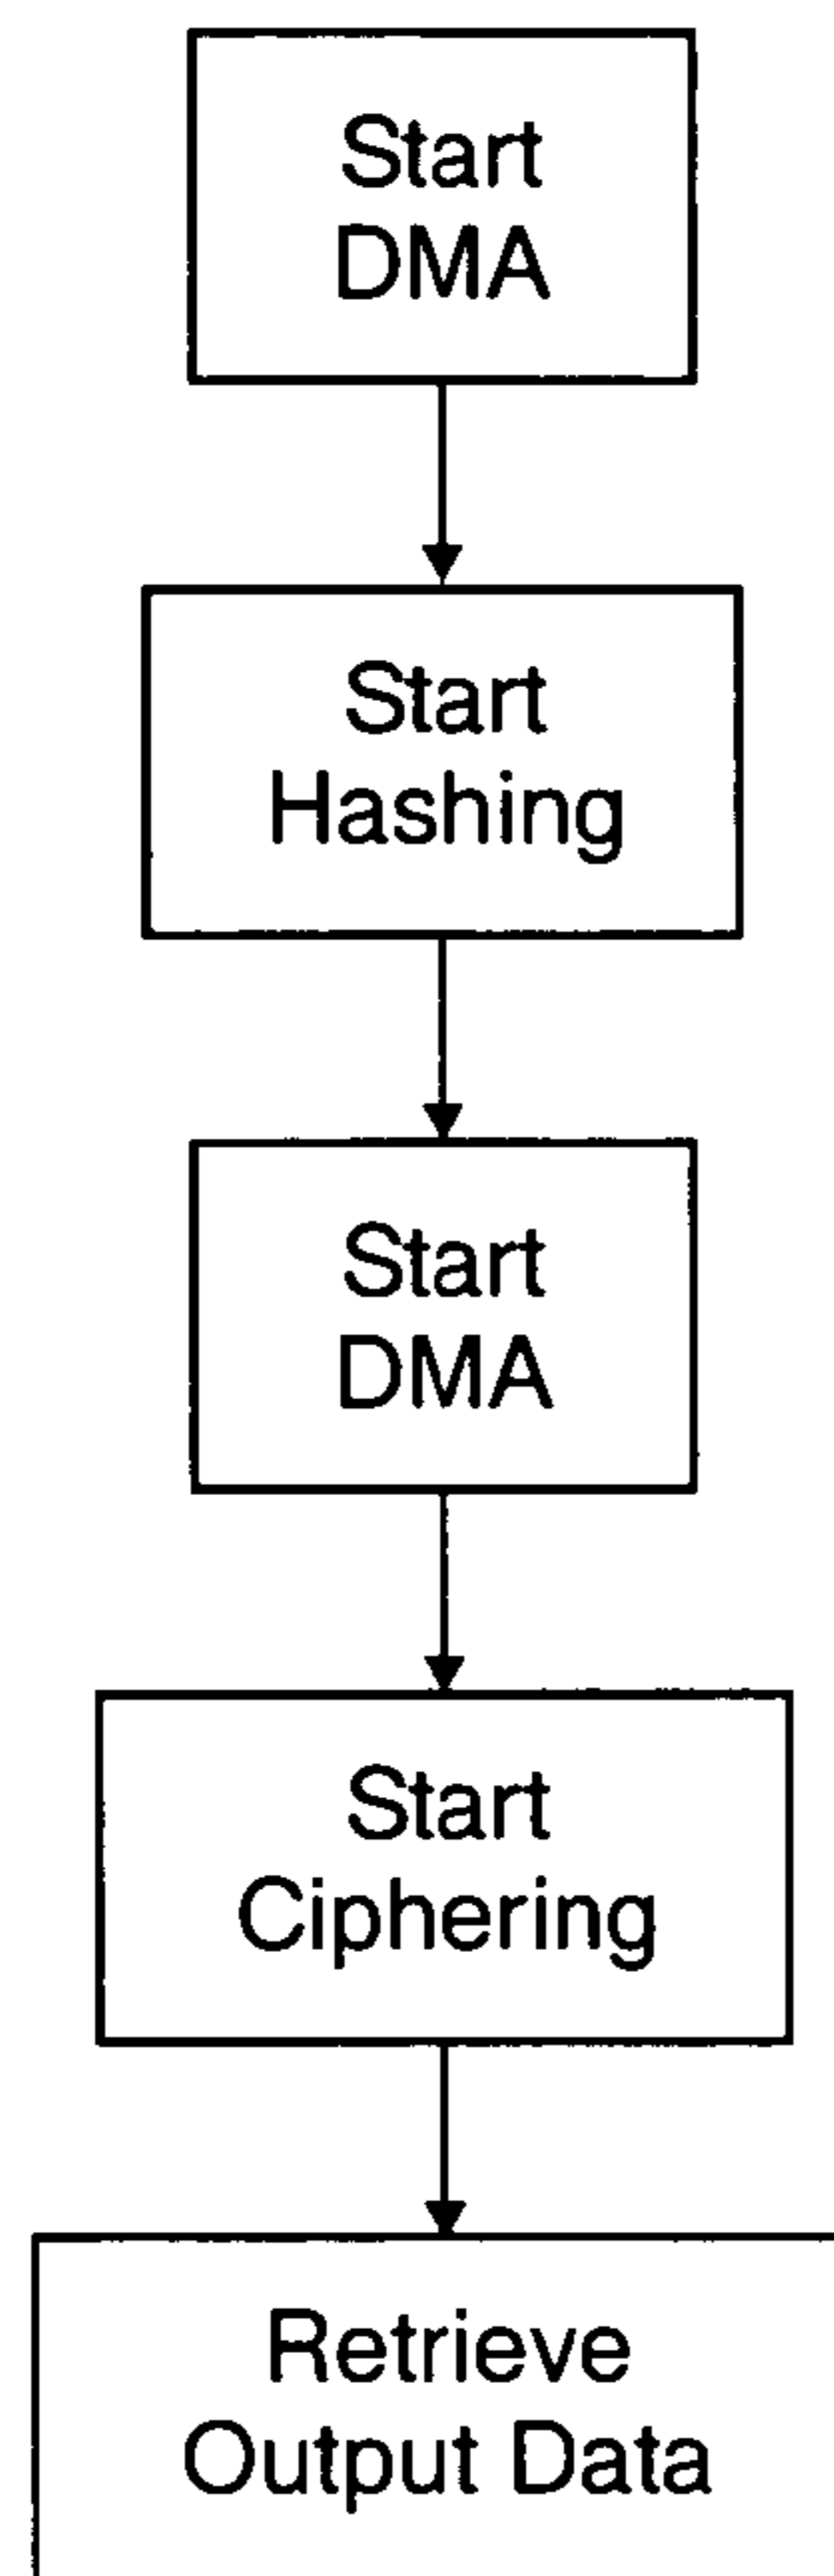 Start
DMA
Start
Hashing
Start
DMA
Start
Ciphering
Retrieve
Output Data